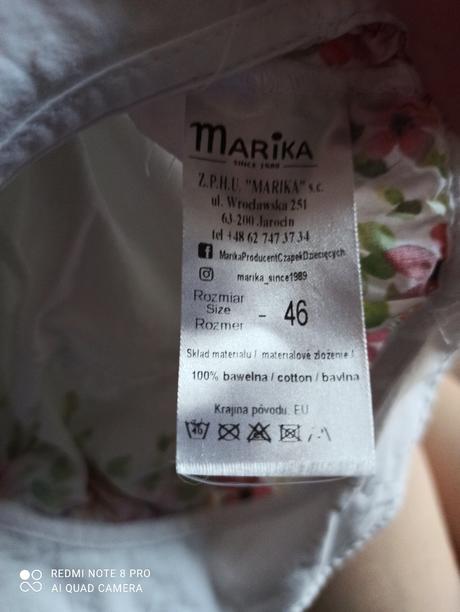 MARiKA
SINCE 1989
Z.P.H.U. "MARIKA" s.c.
ul. Wrocławska 251
63-200 Jarocin
tel +48 62 747 37 34
MarikaProducentCzapekDziecięcych
marika_since1989
Rozmiar
Size
Rozmer
- 46
Skład materiału / materialové zloženie /
100% bawełna / cotton / bavlna
Krajina pôvodu: EU
40
REDMI NOTE 8 PRO
AI QUAD CAMERA